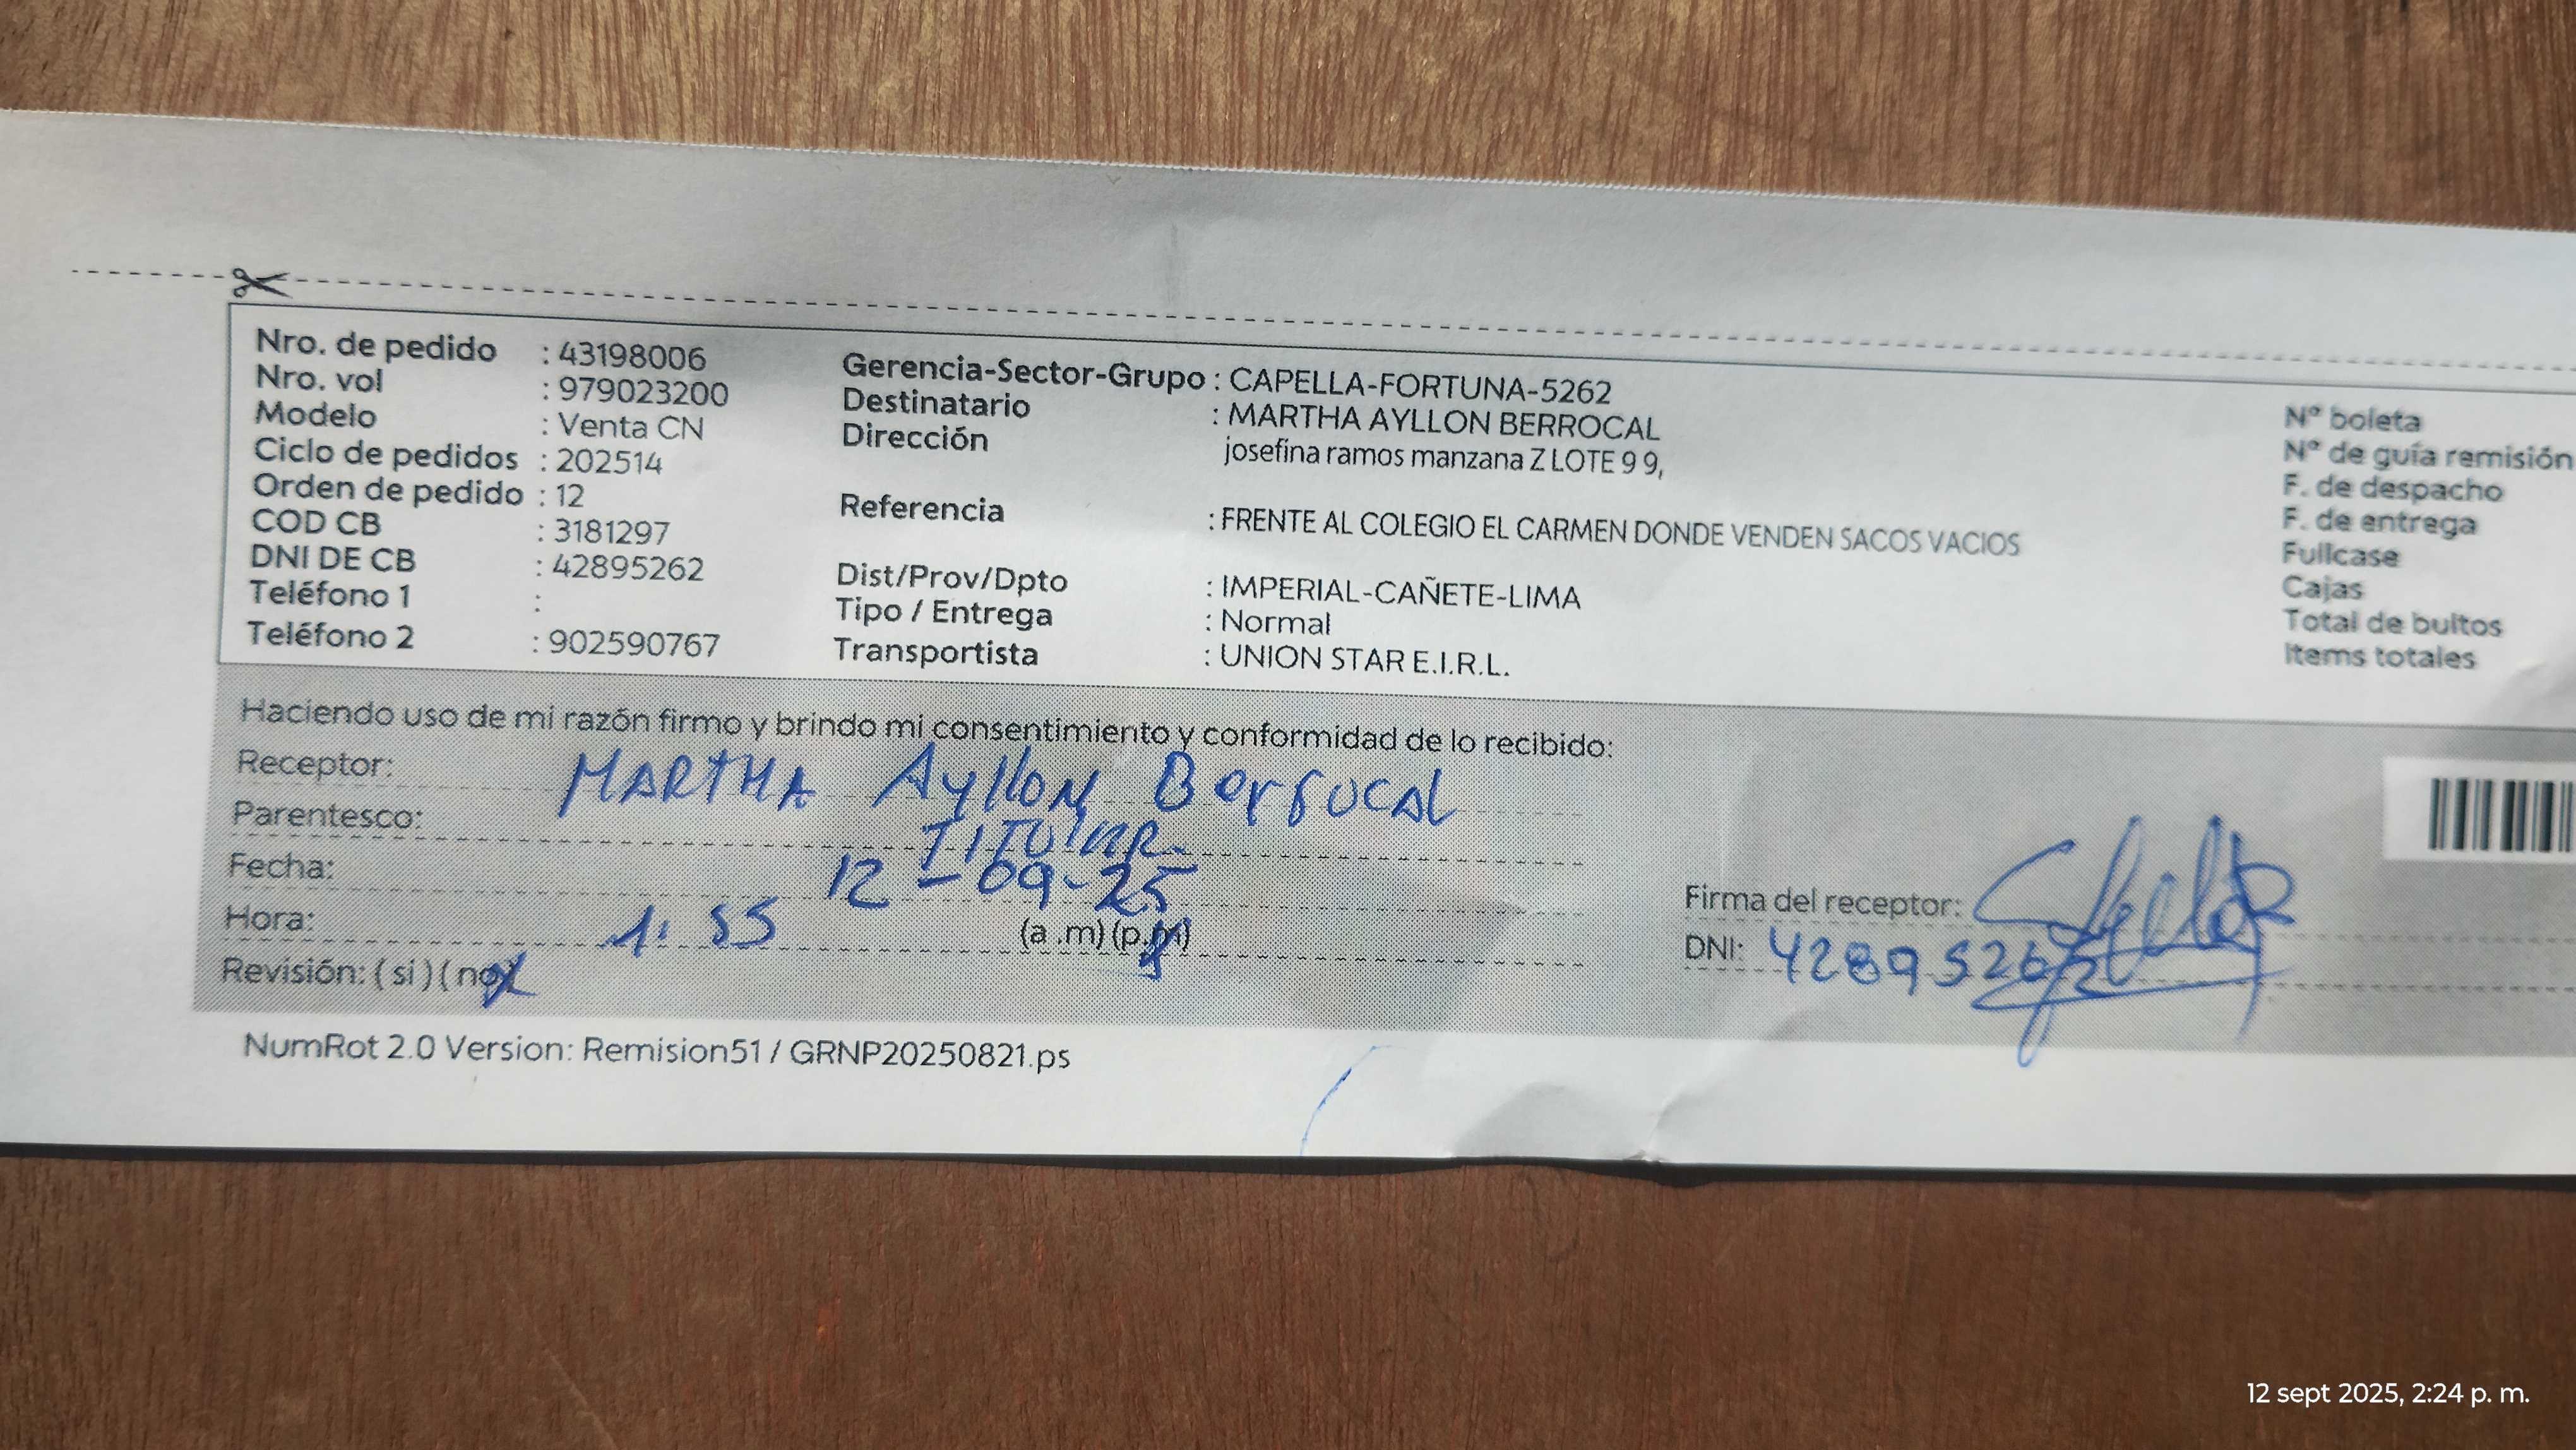 Nro. de pedido : 43198006
Nro. vol : 979023200
Modelo : Venta CN
Ciclo de pedidos : 202514
Orden de pedido : 12
COD CB : 3181297
DNI DE CB : 42895262
Teléfono 1 :
Teléfono 2 : 902590767
Gerencia-Sector-Grupo : CAPELLA-FORTUNA-5262
Destinatario : MARTHA AYLLON BERROCAL
Dirección josefina ramos manzana Z LOTE 9 9,
Referencia : FRENTE AL COLEGIO EL CARMEN DONDE VENDEN SACOS VACIOS
Dist/Prov/Dpto : IMPERIAL-CAÑETE-LIMA
Tipo / Entrega : Normal
Transportista : UNION STAR E.I.R.L.
N° boleta
N° de guía remisión
F. de despacho
F. de entrega
Fullcase
Cajas
Total de bultos
Items totales
Haciendo uso de mi razón firmo y brindo mi consentimiento y conformidad de lo recibido:
Receptor: MARTHA Ayllon Berrocal
Parentesco: TITULAR.
Fecha: 12-09-25
Hora: 1:55 (a .m) (p.m)
Revisión: ( si ) ( no )
Firma del receptor:
DNI: 42895262
NumRot 2.0 Version: Remision51 / GRNP20250821.ps
12 sept 2025, 2:24 p. m.